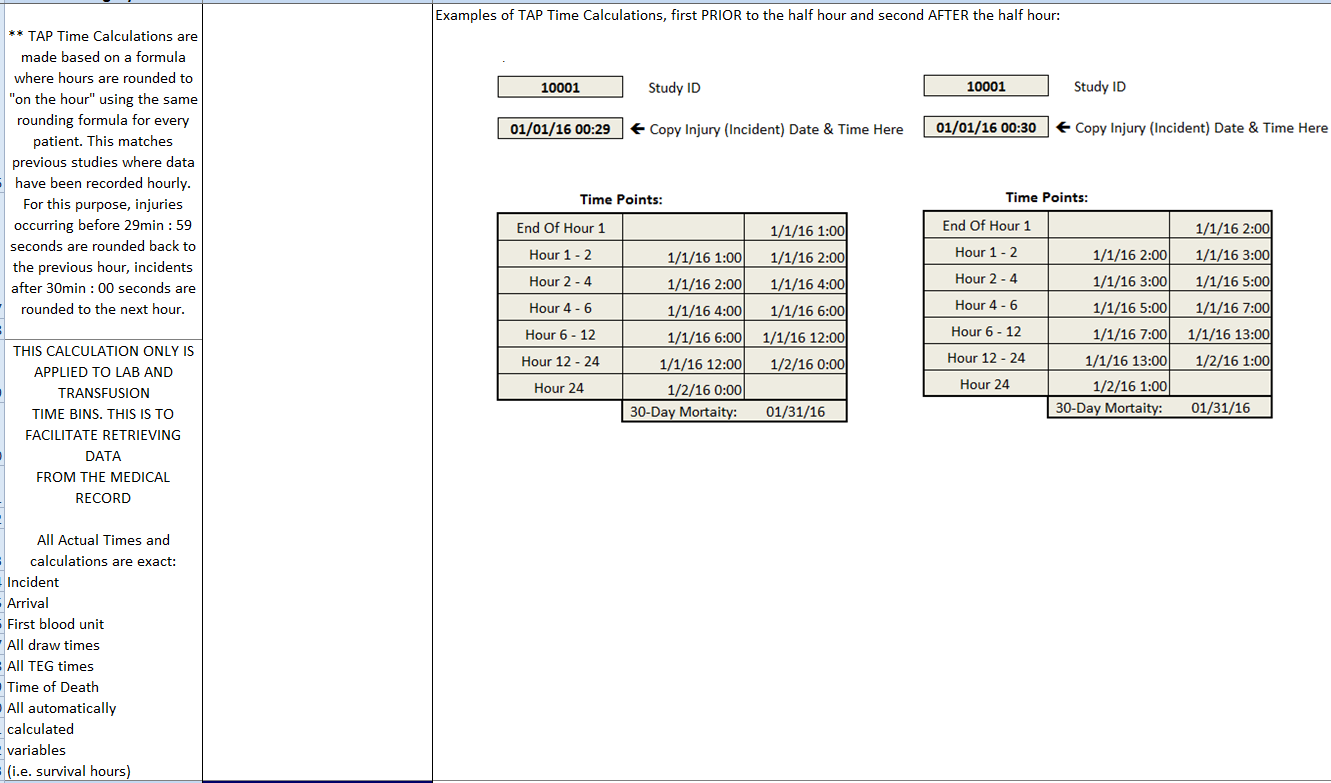 ** TAP Time Calculations are
made based on a formula
where hours are rounded to
"on the hour" using the same
rounding formula for every
patient. This matches
previous studies where data
have been recorded hourly.
For this purpose, injuries
occurring before 29min : 59
seconds are rounded back to
the previous hour, incidents
after 30min : 00 seconds are
rounded to the next hour.
THIS CALCULATION ONLY IS
APPLIED TO LAB AND
TRANSFUSION
TIME BINS. THIS IS TO
FACILITATE RETRIEVING
DATA
FROM THE MEDICAL
RECORD
All Actual Times and
calculations are exact:
Incident
Arrival
First blood unit
All draw times
All TEG times
Time of Death
All automatically
calculated
variables
(i.e. survival hours)
Examples of TAP Time Calculations, first PRIOR to the half hour and second AFTER the half hour:
10001 Study ID
01/01/16 00:29 ← Copy Injury (Incident) Date & Time Here
Time Points:
End Of Hour 1 1/1/16 1:00
Hour 1 - 2 1/1/16 1:00 1/1/16 2:00
Hour 2 - 4 1/1/16 2:00 1/1/16 4:00
Hour 4 - 6 1/1/16 4:00 1/1/16 6:00
Hour 6 - 12 1/1/16 6:00 1/1/16 12:00
Hour 12 - 24 1/1/16 12:00 1/2/16 0:00
Hour 24 1/2/16 0:00
30-Day Mortaity: 01/31/16
10001 Study ID
01/01/16 00:30 ← Copy Injury (Incident) Date & Time Here
Time Points:
End Of Hour 1 1/1/16 2:00
Hour 1 - 2 1/1/16 2:00 1/1/16 3:00
Hour 2 - 4 1/1/16 3:00 1/1/16 5:00
Hour 4 - 6 1/1/16 5:00 1/1/16 7:00
Hour 6 - 12 1/1/16 7:00 1/1/16 13:00
Hour 12 - 24 1/1/16 13:00 1/2/16 1:00
Hour 24 1/2/16 1:00
30-Day Mortaity: 01/31/16